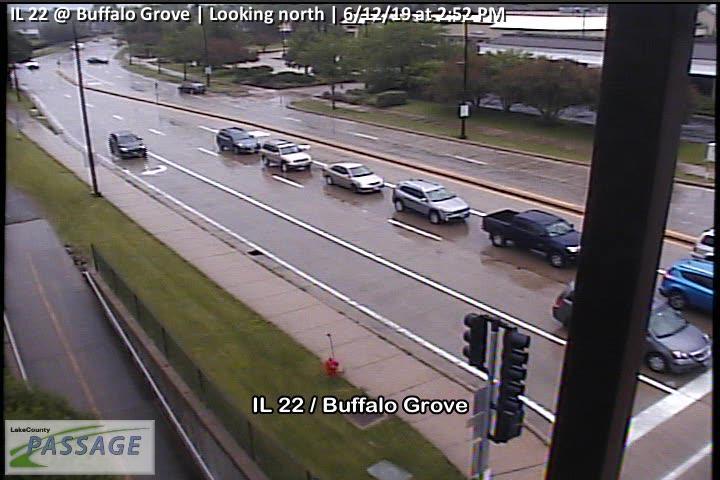 IL 22 @ Buffalo Grove | Looking north | 6/12/19 at 2:52 PM
IL 22 / Buffalo Grove
LakeCounty
PASSAGE